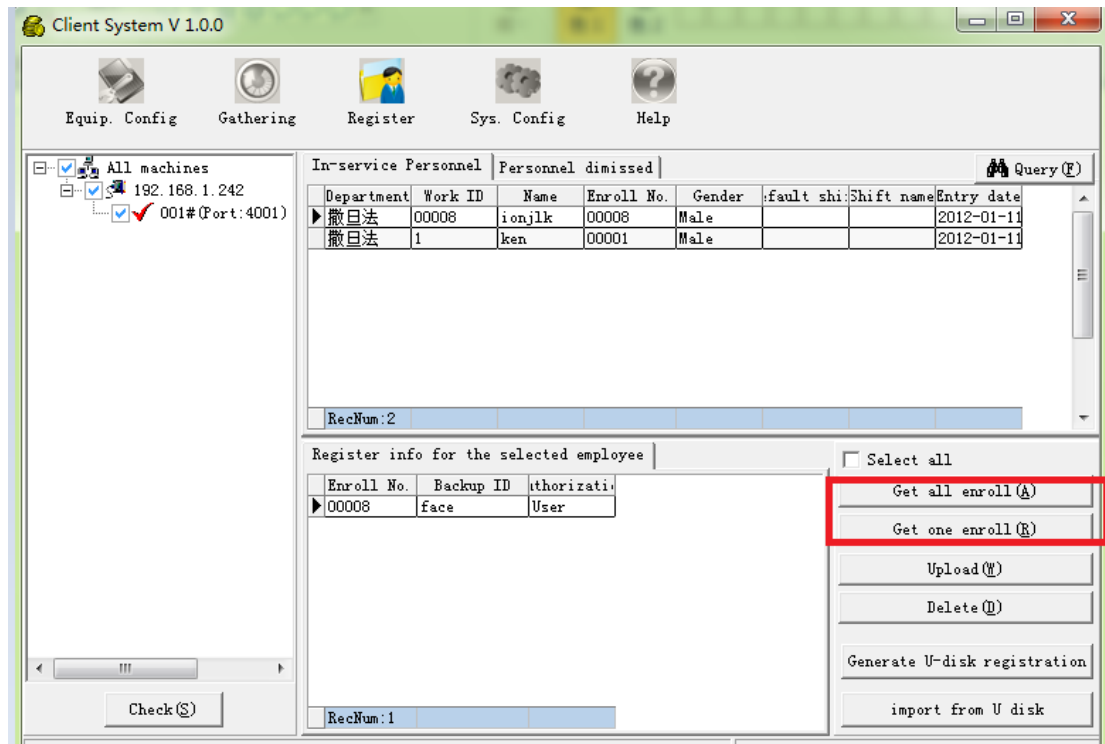 Client System V 1.0.0
Equip. Config Gathering Register Sys. Config Help
All machines
192.168.1.242
001#(Port:4001)
In-service Personnel Personnel dimissed Query(F)
Department Work ID Name Enroll No. Gender fault shi Shift name Entry date
撒旦法 00008 ionjlk 00008 Male 2012-01-11
撒旦法 1 ken 00001 Male 2012-01-11
RecNum:2
Register info for the selected employee
Enroll No. Backup ID thorizati
00008 face User
RecNum:1
Select all
Get all enroll(A)
Get one enroll(R)
Upload(W)
Delete(D)
Generate U-disk registration
import from U disk
Check(S)